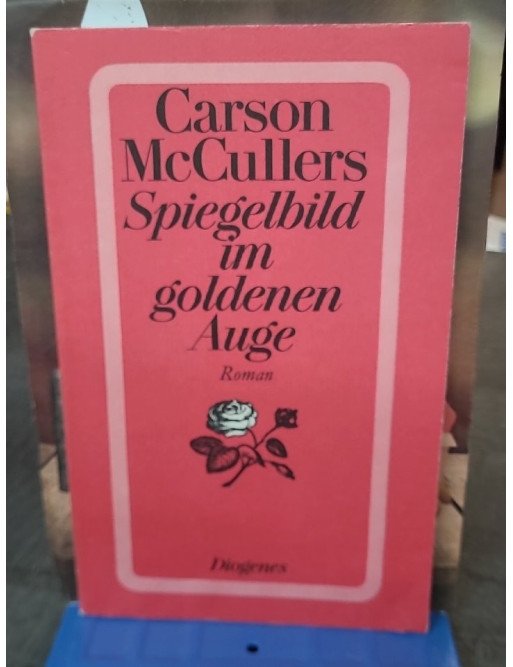 Carson
McCullers
Spiegelbild
im
goldenen
Auge
Roman
Diogenes